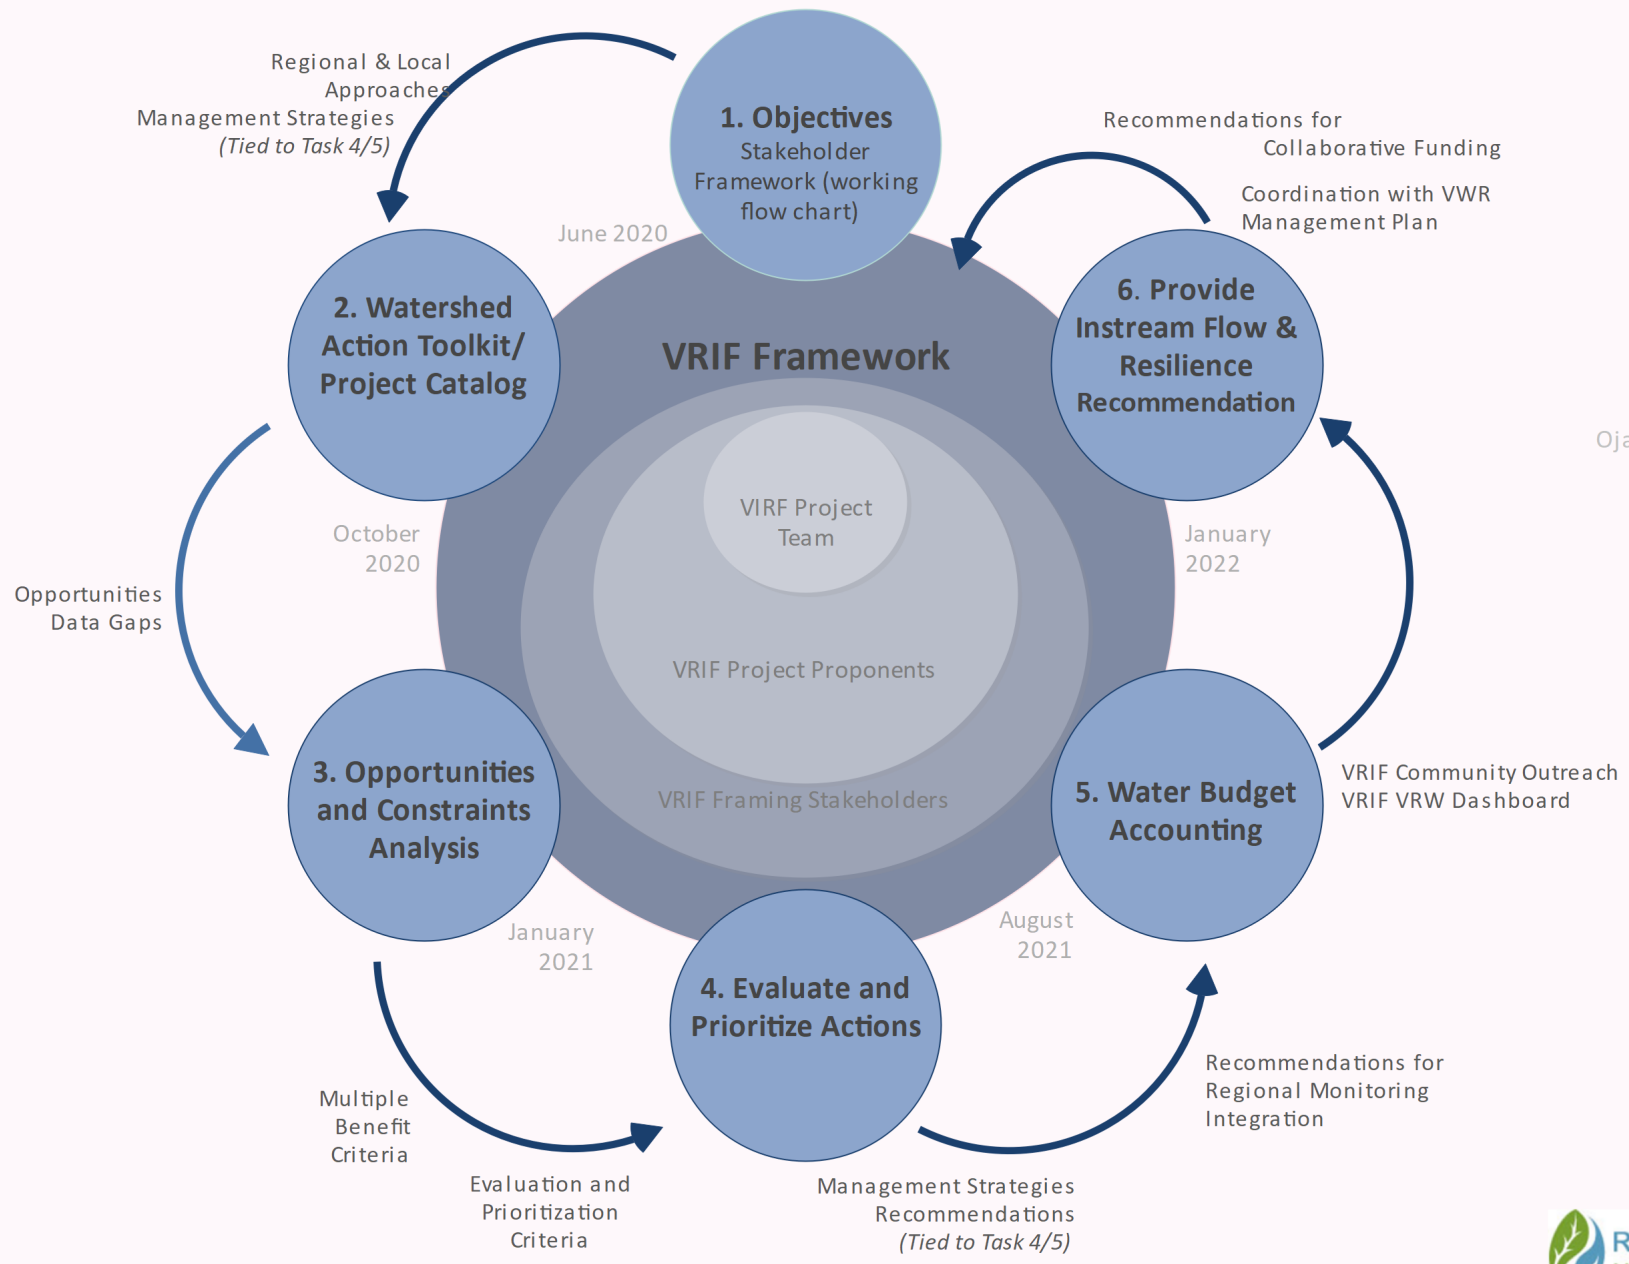 Regional & Local
Approaches
Management Strategies
(Tied to Task 4/5)
1. Objectives
Stakeholder
Framework (working
flow chart)
Recommendations for
Collaborative Funding
Coordination with VWR
Management Plan
June 2020
2. Watershed
Action Toolkit/
Project Catalog
6. Provide
Instream Flow &
Resilience
Recommendation
VRIF Framework
VIRF Project
Team
October
2020
January
2022
Opportunities
Data Gaps
VRIF Project Proponents
3. Opportunities
and Constraints
Analysis
VRIF Framing Stakeholders
5. Water Budget
Accounting
VRIF Community Outreach
VRIF VRW Dashboard
January
2021
August
2021
4. Evaluate and
Prioritize Actions
Multiple
Benefit
Criteria
Evaluation and
Prioritization
Criteria
Management Strategies
Recommendations
(Tied to Task 4/5)
Recommendations for
Regional Monitoring
Integration